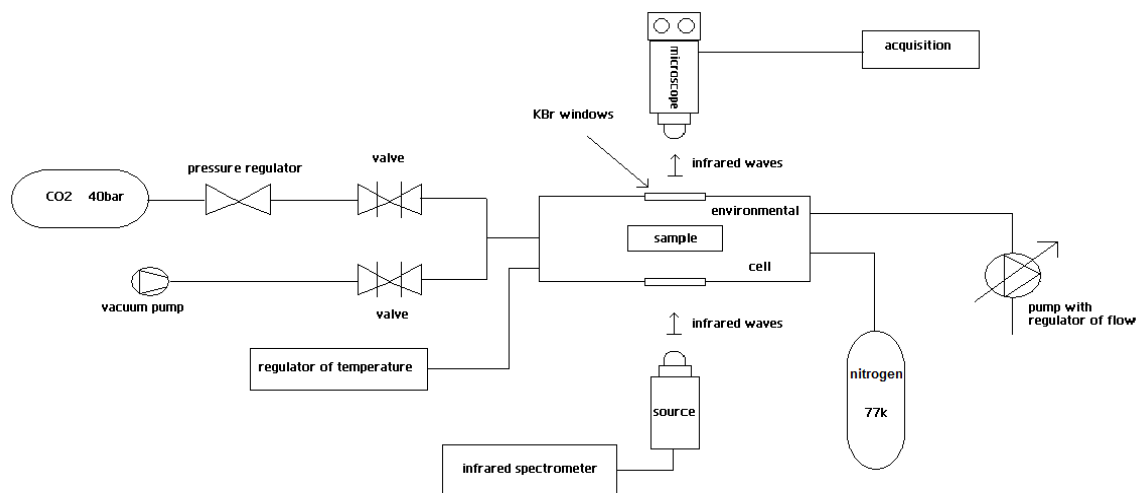 acquisition
microscope
KBr windows
infrared waves
valve
pressure regulator
CO2 40bar
environmental
sample
cell
vacuum pump
valve
infrared waves
pump with
regulator of flow
regulator of temperature
nitrogen
77k
source
infrared spectrometer